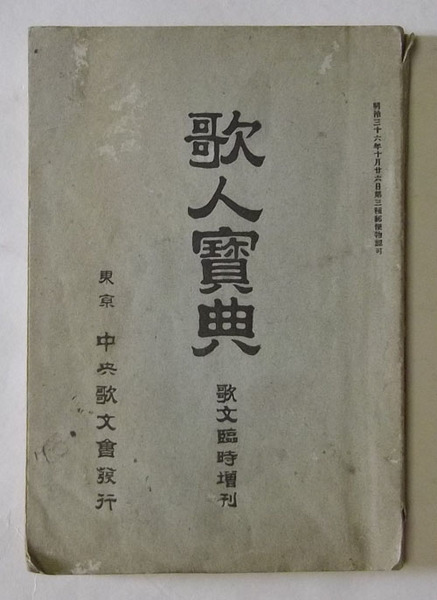 明治三十六年十月廿六日第三種郵便物認可
歌人寶典
歌文臨時增刊
東京 中央歌文會發行